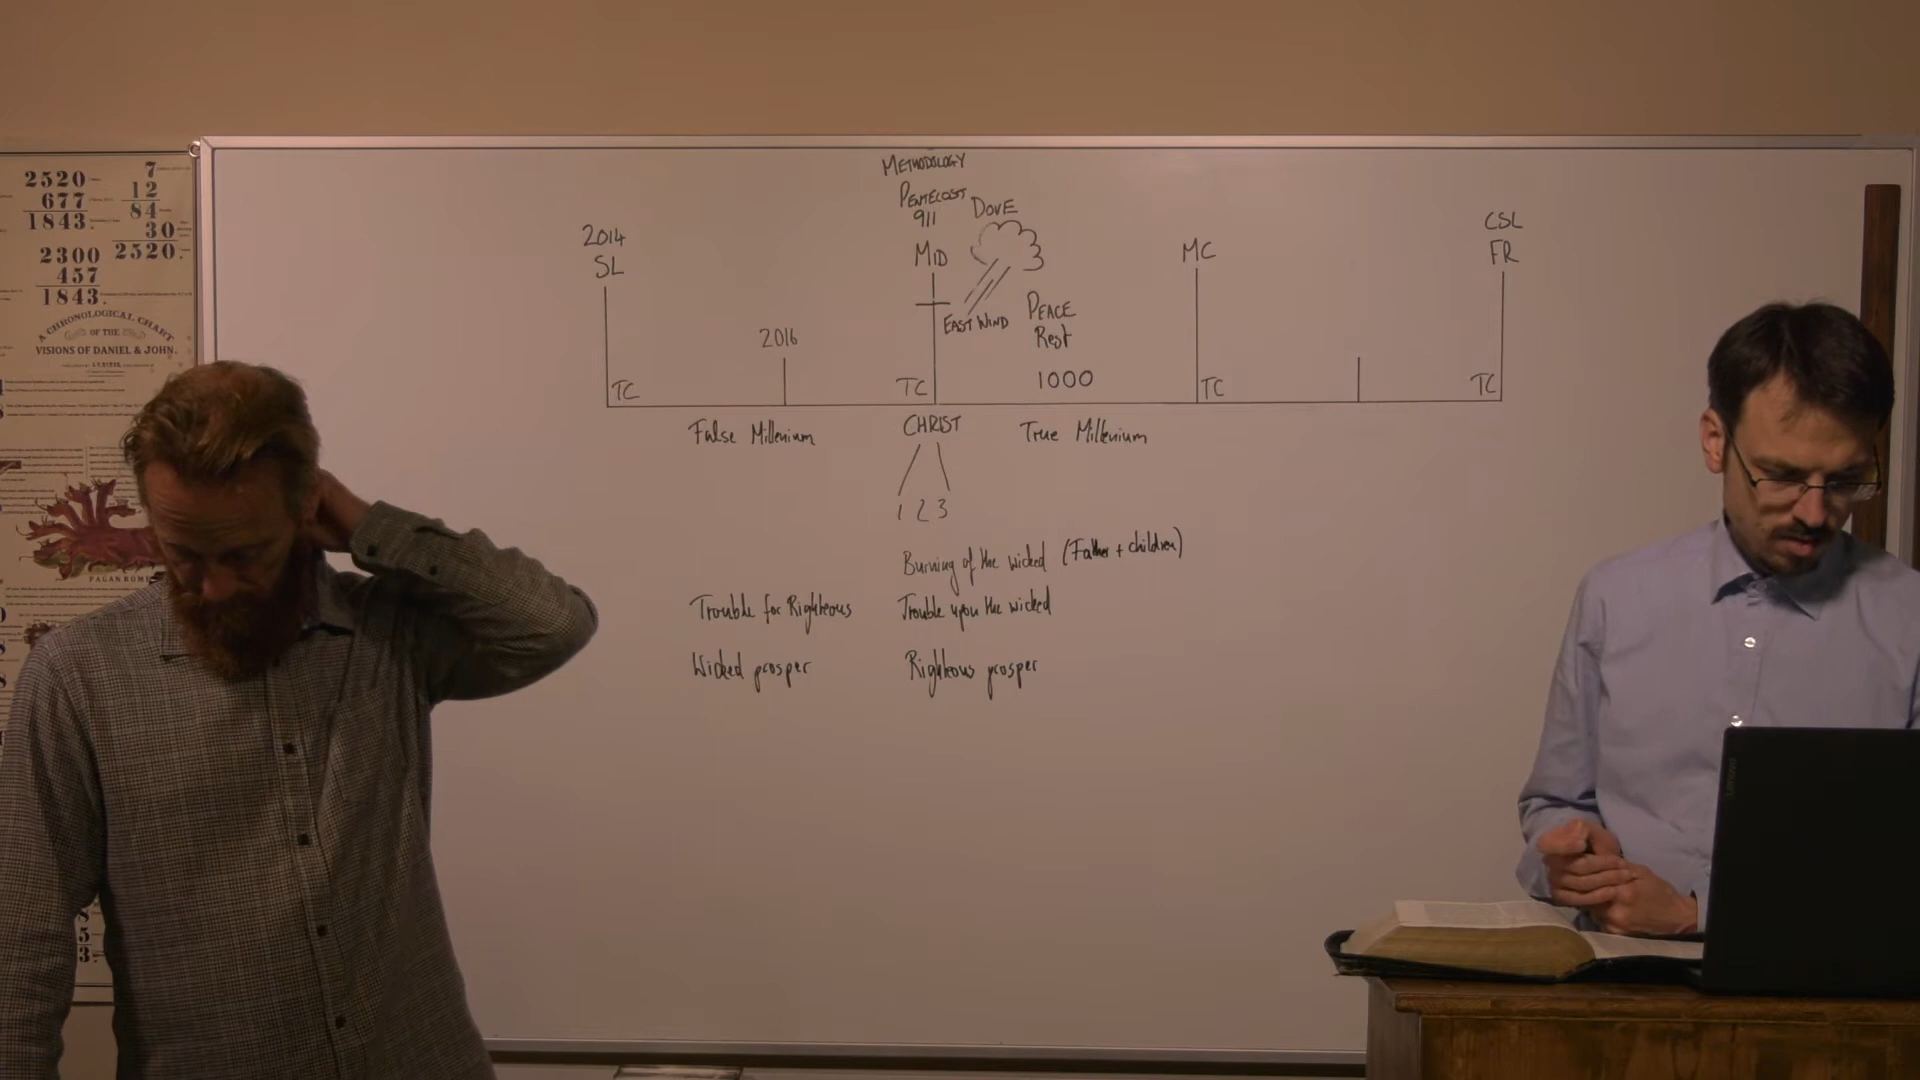 7
2520
12
677
84
1843.
30
2520.
2300
457
1843.
A CHRONOLOGICAL CHART
OF THE
VISIONS OF DANIEL & JOHN.
PAGAN ROME
METHODOLOGY
PENTECOST
911
DOVE
2014
SL
MID
MC
CSL
FR
EAST WIND
PEACE
Rest
2016
1000
TC
TC
TC
TC
False Millenium
CHRIST
True Millenium
1 2 3
Burning of the wicked (Father + children)
Trouble for Righteous
Trouble upon the wicked
Wicked prosper
Righteous prosper
Lenovo